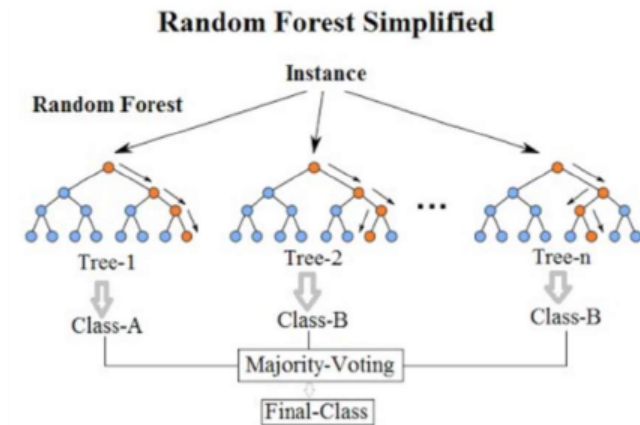 Random Forest Simplified
Instance
Random Forest
...
Tree-1 Tree-2 Tree-n
Class-A Class-B Class-B
Majority-Voting
Final-Class